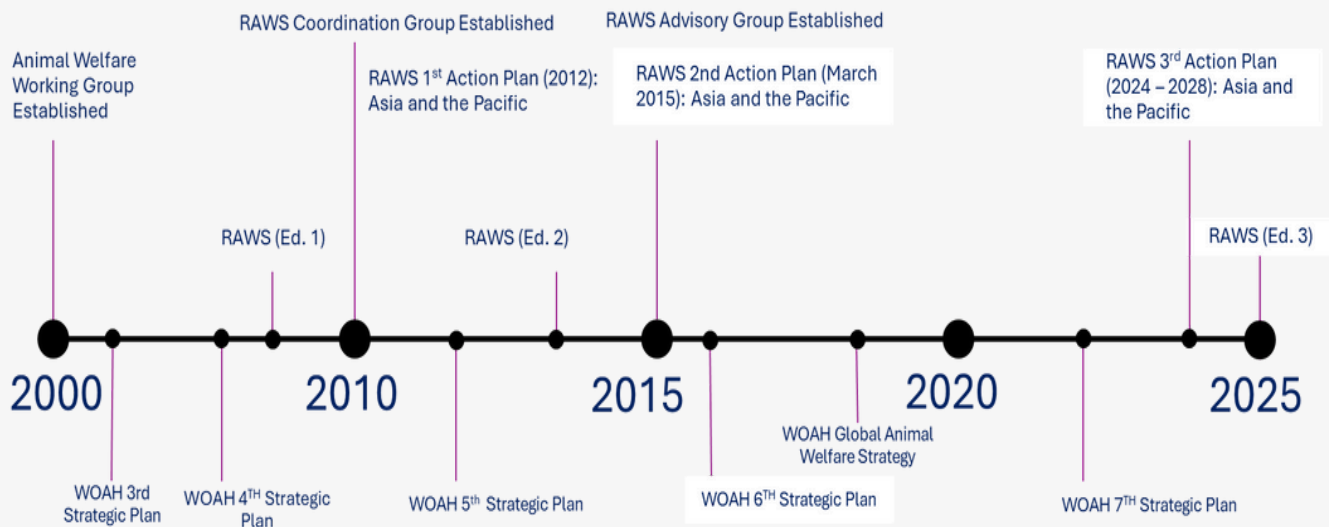 RAWS Coordination Group Established
RAWS Advisory Group Established
Animal Welfare
Working Group
Established
RAWS 1st Action Plan (2012):
Asia and the Pacific
RAWS 2nd Action Plan (March
2015): Asia and the Pacific
RAWS 3rd Action Plan
(2024 – 2028): Asia and
the Pacific
RAWS (Ed. 1)
RAWS (Ed. 2)
RAWS (Ed. 3)
2000
2010
2015
2020
2025
WOAH 3rd
Strategic Plan
WOAH 4TH Strategic
Plan
WOAH 5th Strategic Plan
WOAH 6TH Strategic Plan
WOAH Global Animal
Welfare Strategy
WOAH 7TH Strategic Plan